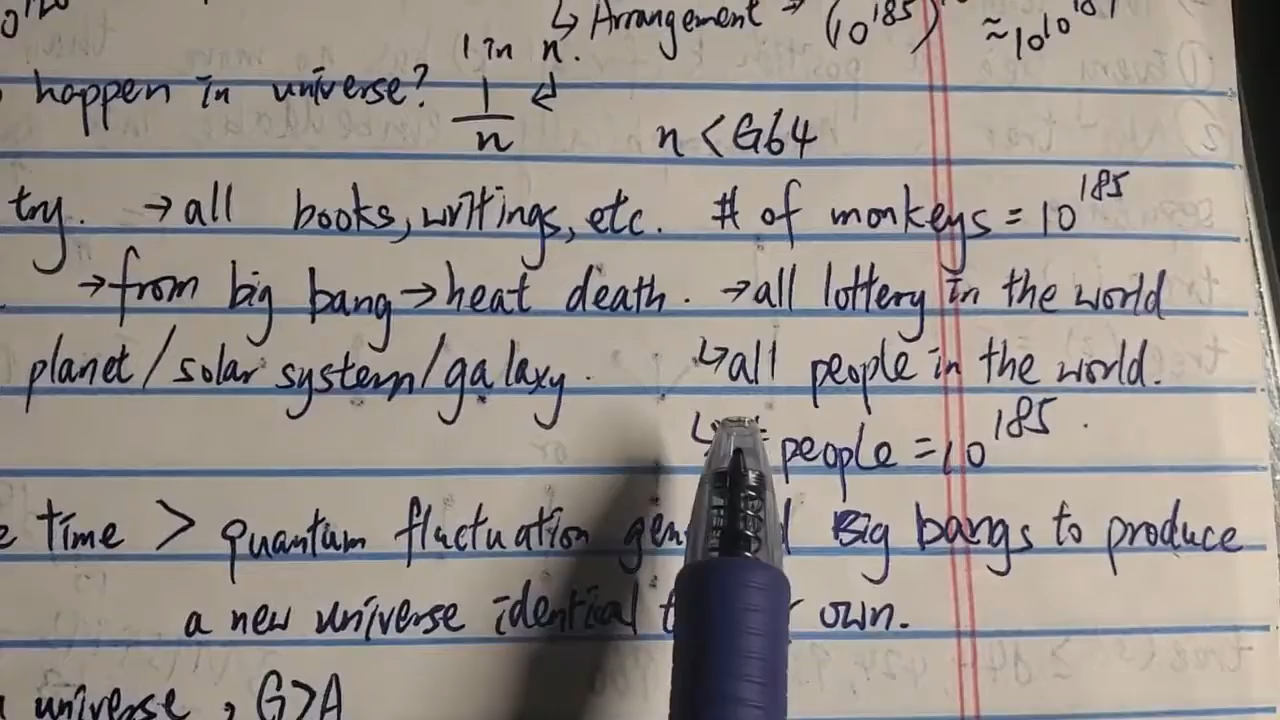 ↳ Arrangement → (10^185) ≈10^10
1 in n.
happen in universe? 1/n n < G64
try. → all books, writings, etc. # of monkeys = 10^185
→ from big bang → heat death. → all lottery in the world
planet / solar system / galaxy. ↳ all people in the world.
people = 10^185.
time > quantum fluctuation Big bangs to produce
a new universe identical own.
universe, G>A